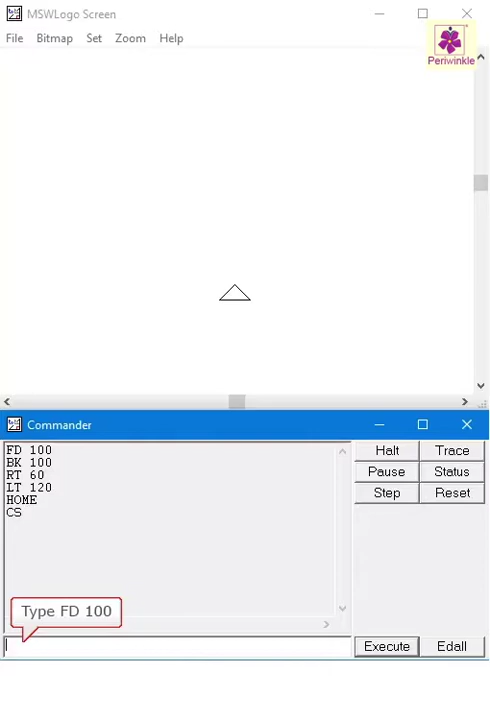 MSWLogo Screen
File Bitmap Set Zoom Help
Periwinkle
Commander
FD 100
BK 100
RT 60
LT 120
HOME
CS
Halt Trace
Pause Status
Step Reset
Type FD 100
Execute Edall